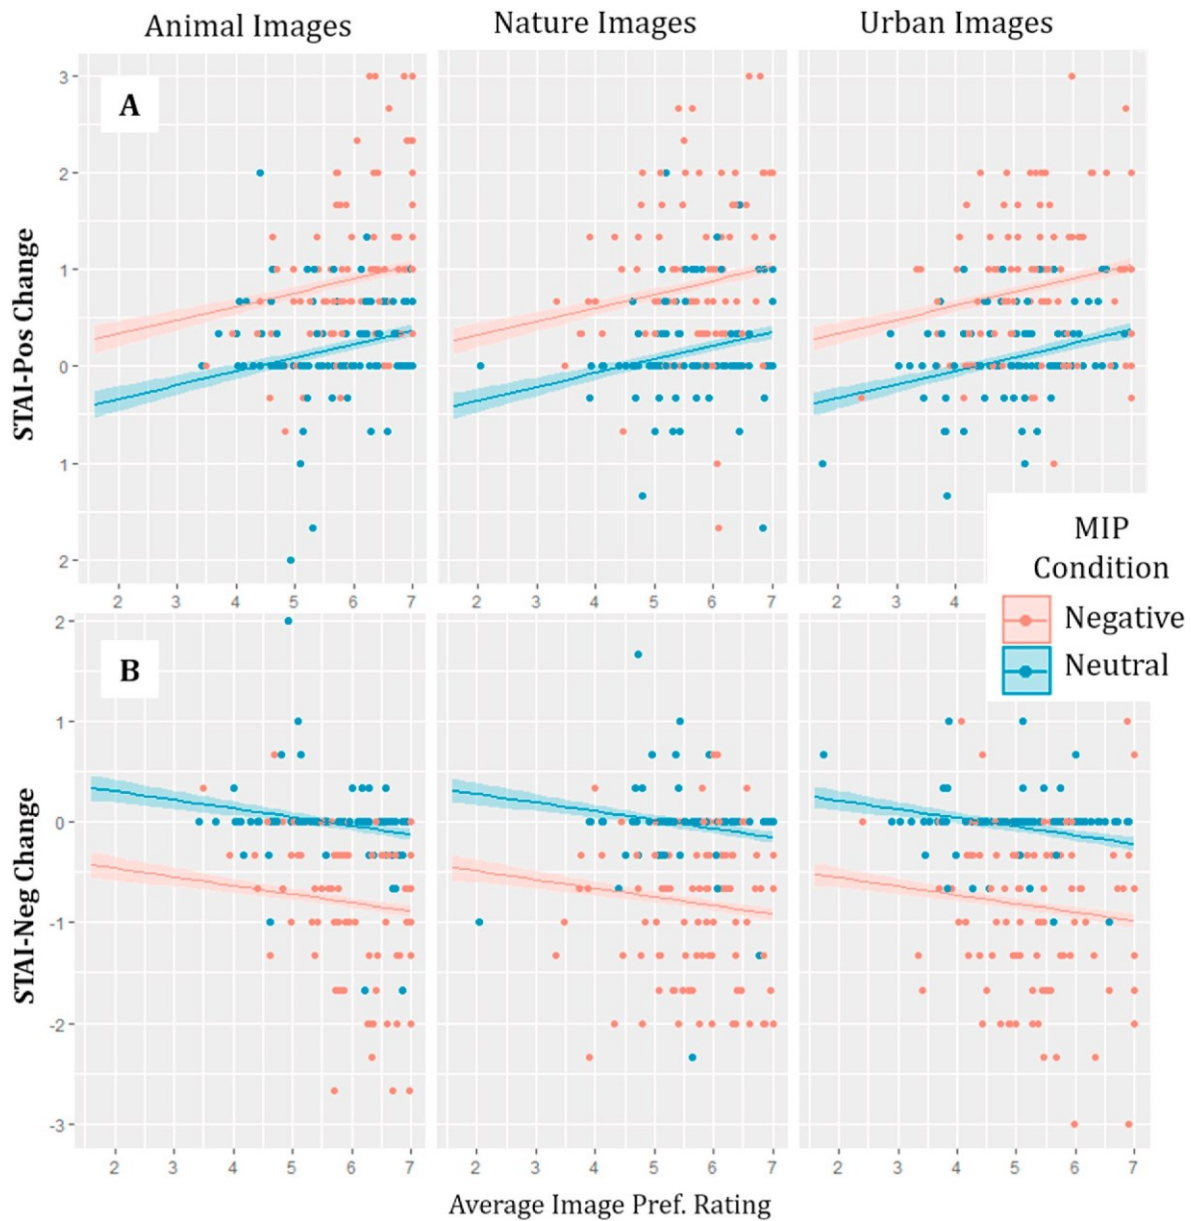 Animal Images Nature Images Urban Images
A
STAI-Pos Change
3
2
1
0
1
2
2 3 4 5 6 7 2 3 4 5 6 7 2 3 4
MIP
Condition
Negative
Neutral
B
STAI-Neg Change
2
1
0
-1
-2
-3
2 3 4 5 6 7 2 3 4 5 6 7 2 3 4 5 6 7
Average Image Pref. Rating